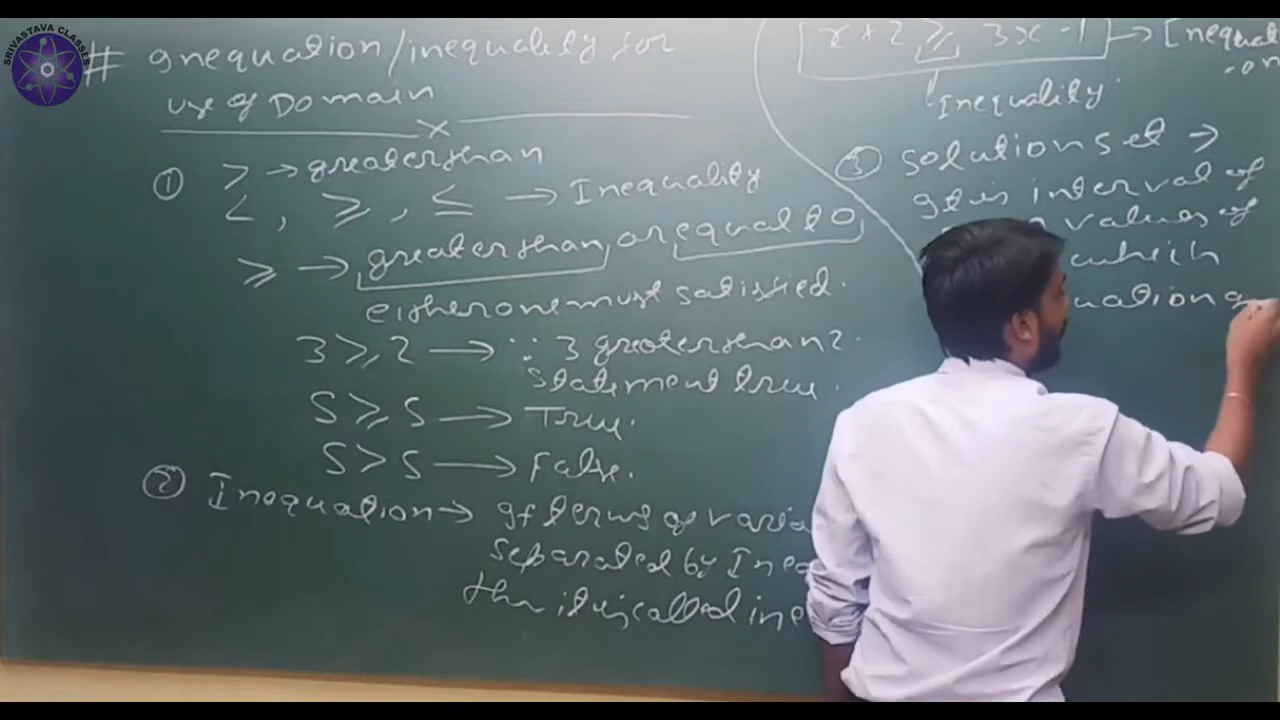 SRIVASTAVA CLASSES
# Inequation/inequality for
use of Domain
① > → greater than
< , ⩾ , ≤ → Inequality
⩾ → greater than, or equal to
either one must satisfied.
3 ⩾ 2 → ∵ 3 greater than 2.
statement true.
5 ⩾ 5 → True.
5 > 5 → False.
② Inequation → If terms of
separated by
the it is called
x + 2 ⩾ 3x - 1 →
Inequality
③ solution set →
It is interval of
values of
which